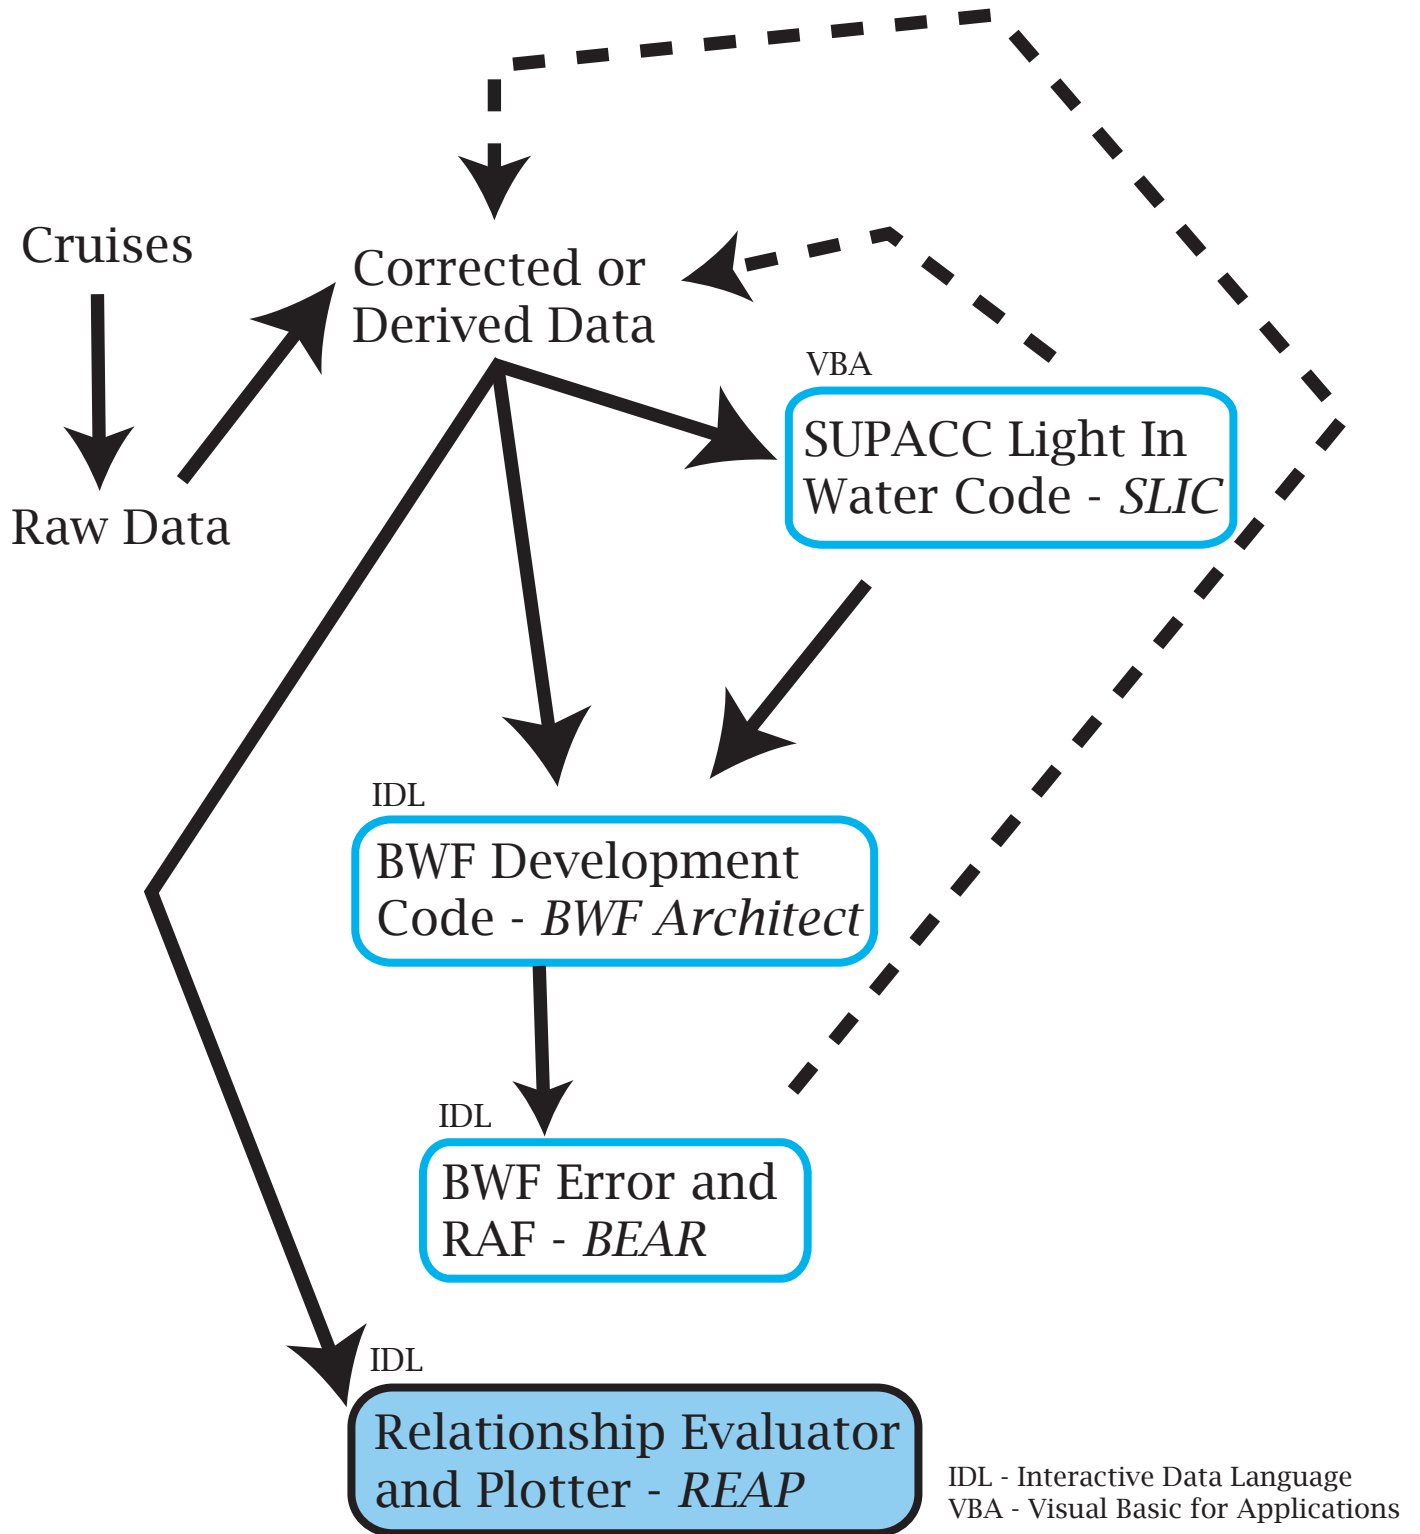 Cruises
Corrected or
Derived Data
Raw Data
VBA
SUPACC Light In
Water Code - SLIC
IDL
BWF Development
Code - BWF Architect
IDL
BWF Error and
RAF - BEAR
IDL
Relationship Evaluator
and Plotter - REAP
IDL - Interactive Data Language
VBA - Visual Basic for Applications